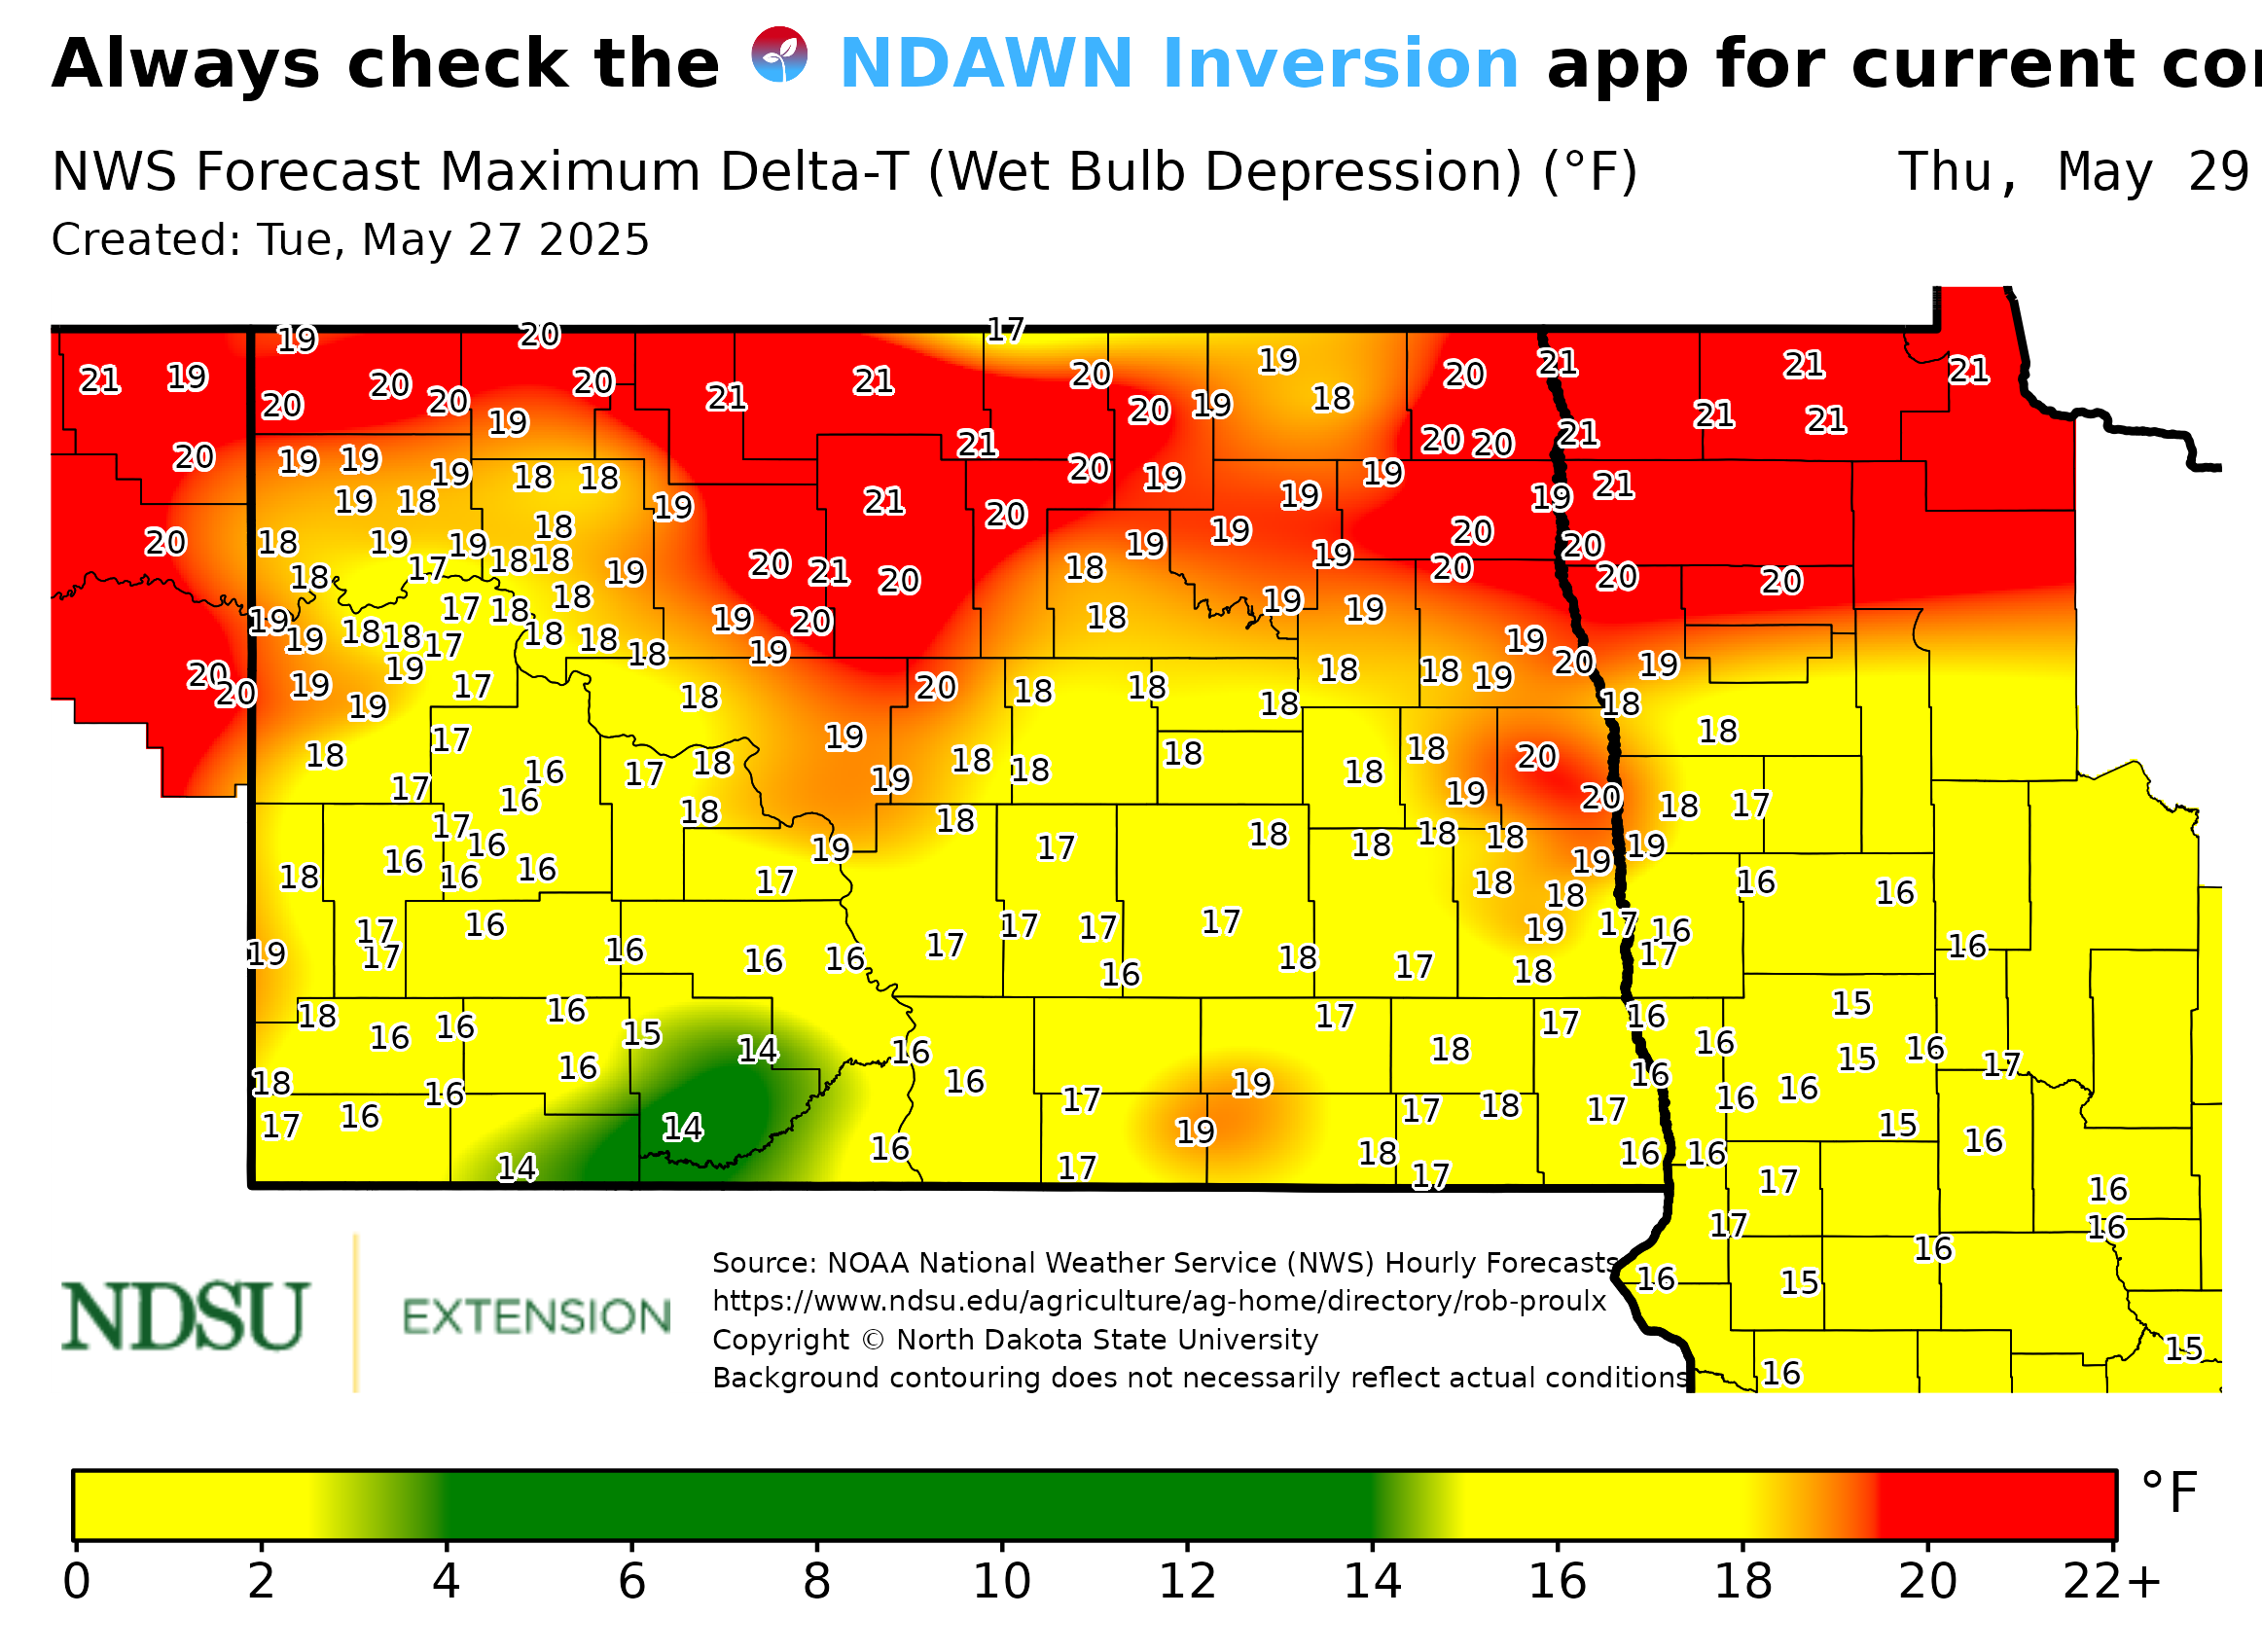 Always check the NDAWN Inversion app for current cor
NWS Forecast Maximum Delta-T (Wet Bulb Depression) (°F) Thu, May 29
Created: Tue, May 27 2025
19 20 17
21 19 20 20 20 21 21 20 19 18 20 21 21 21
20 20 19 20 19 21 21
20 19 19 19 18 18 21 20 19 19 20 20 21
19 18 19 21 20 19 19 21
20 18 19 19 18 18 18 19 19 19 20 20
18 17 19 20 21 20 18 19 20 20 20
19 17 18 18 19 20 18 19 19
19 18 18 17 18 18 18 19 19
20 20 19 19 17 18 20 18 18 18 18 19 20 19
19 18 18
18 17 19 18 18 18 18 20 18
17 16 16 17 18 19 18 18 19 20 18 17
17 18 18 18 18 18
16 16 19 17 18 19 19
18 16 16 17 18 18 16 16
17 16 17 17 17 19 17 16
19 17 16 16 16 17 16 18 17 18 17 16
18 16 16 16 15 17 17 16 15
16 14 16 18 16 15 16 17
18 16 16 17 19 16 16 16
17 16 14 19 17 18 17 15
14 16 17 18 17 16 16 16
17 16
17 16
16 15 16
16 15
NDSU EXTENSION
Source: NOAA National Weather Service (NWS) Hourly Forecasts
https://www.ndsu.edu/agriculture/ag-home/directory/rob-proulx
Copyright © North Dakota State University
Background contouring does not necessarily reflect actual conditions
°F
0 2 4 6 8 10 12 14 16 18 20 22+